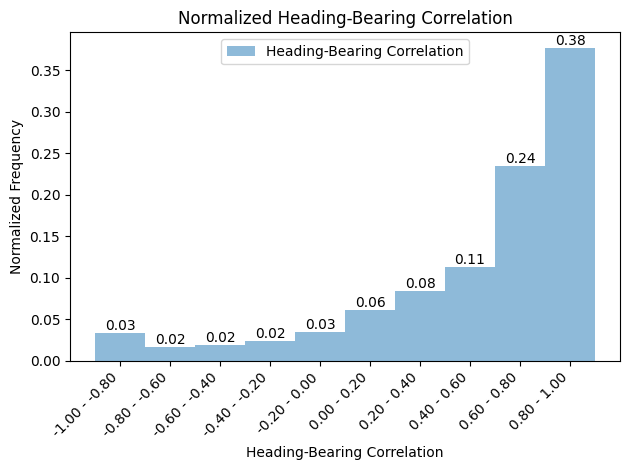 Normalized Heading-Bearing Correlation
Heading-Bearing Correlation
Normalized Frequency
0.35
0.30
0.25
0.20
0.15
0.10
0.05
0.00
0.03
0.02
0.02
0.02
0.03
0.06
0.08
0.11
0.24
0.38
-1.00 - -0.80
-0.80 - -0.60
-0.60 - -0.40
-0.40 - -0.20
-0.20 - 0.00
0.00 - 0.20
0.20 - 0.40
0.40 - 0.60
0.60 - 0.80
0.80 - 1.00
Heading-Bearing Correlation